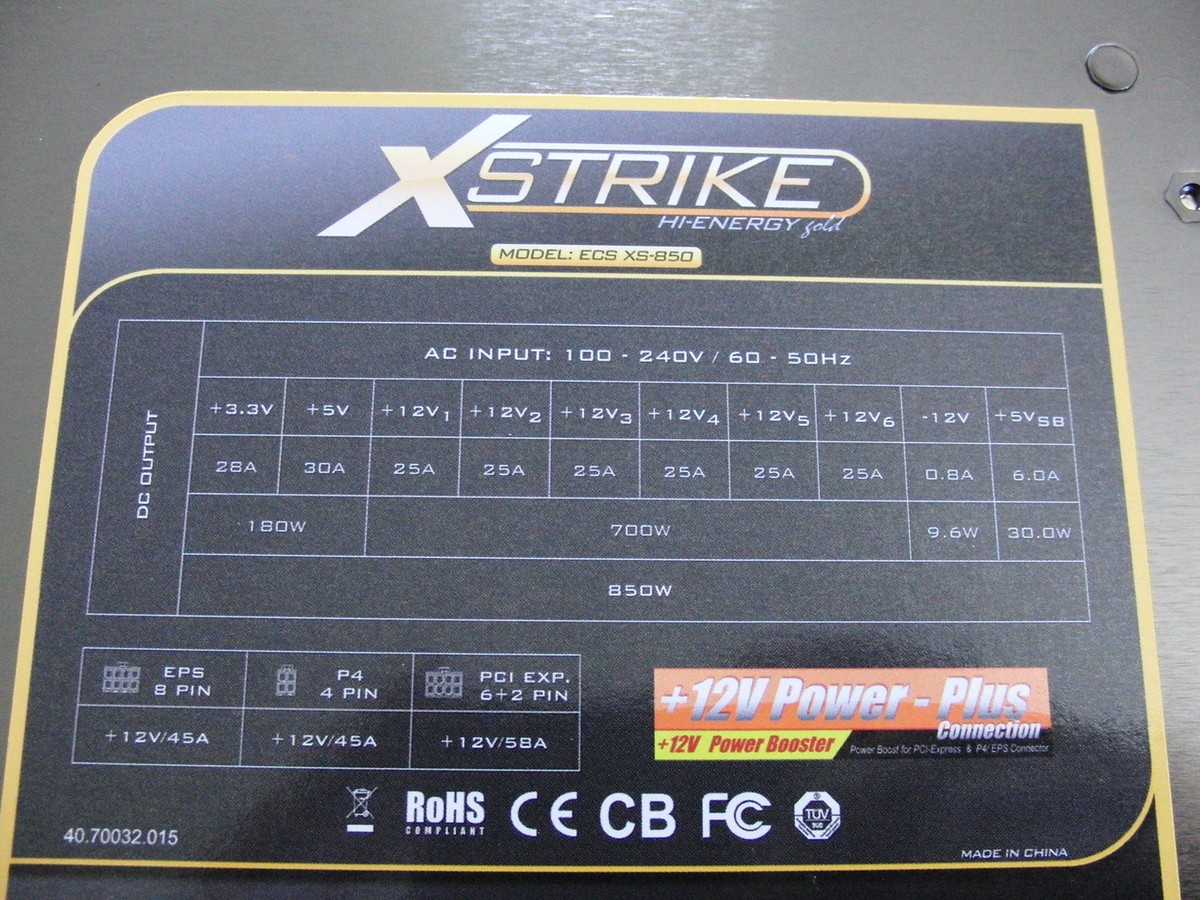 XSTRIKE
HI-ENERGY gold
MODEL: ECS XS-850
DC OUTPUT
AC INPUT: 100 - 240V / 60 - 50Hz
+3.3V +5V +12V1 +12V2 +12V3 +12V4 +12V5 +12V6 -12V +5VSB
28A 30A 25A 25A 25A 25A 25A 25A 0.8A 6.0A
180W 700W 9.6W 30.0W
850W
EPS 8 PIN P4 4 PIN PCI EXP. 6+2 PIN
+12V/45A +12V/45A +12V/58A
+12V Power - Plus
Connection
+12V Power Booster Power Boost for PCI-Express & P4/ EPS Connector
RoHS
COMPLIANT
CE CB FC
TÜV
SÜD
40.70032.015
MADE IN CHINA